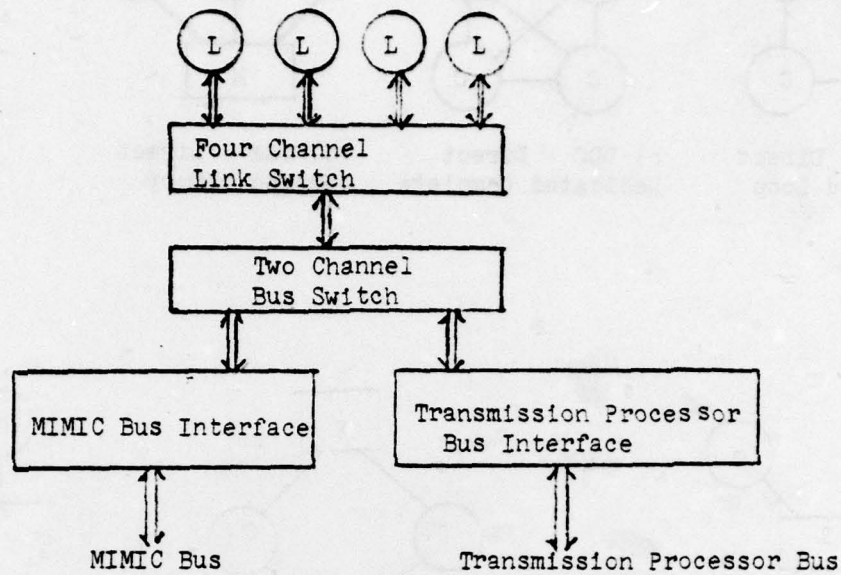 L L L L
Four Channel
Link Switch
Two Channel
Bus Switch
MIMIC Bus Interface
Transmission Processor
Bus Interface
MIMIC Bus
Transmission Processor Bus